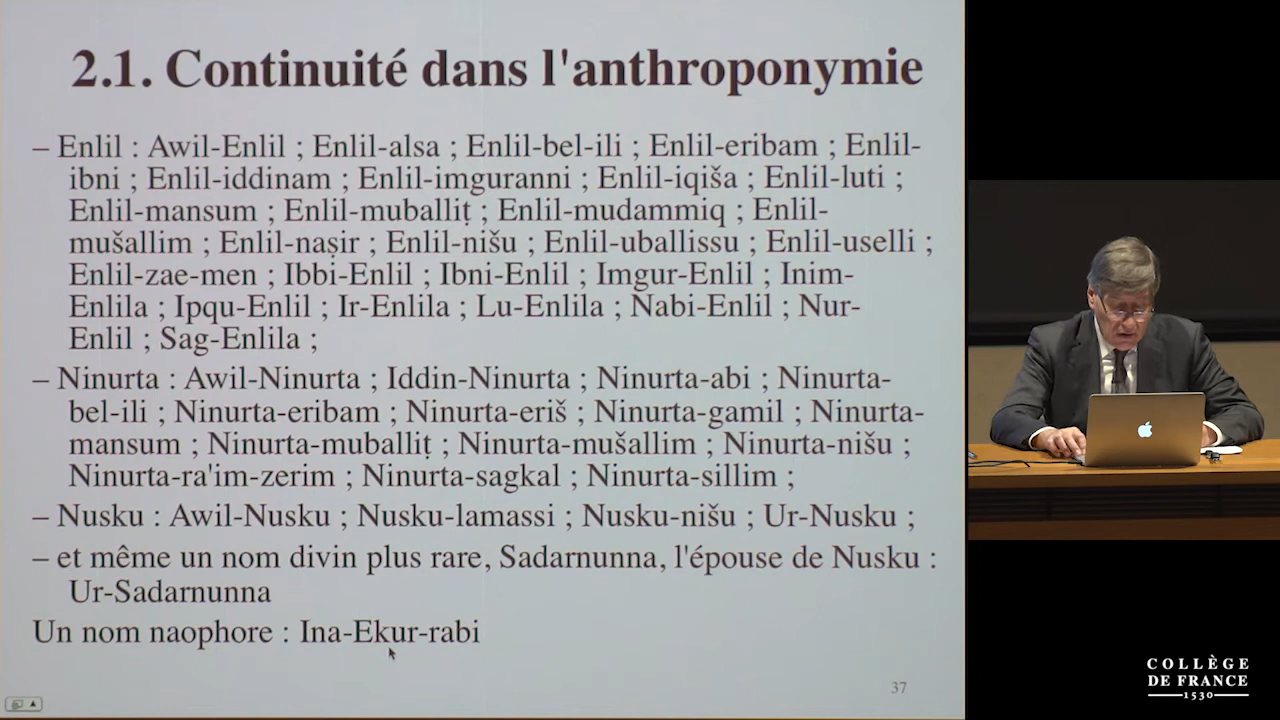 2.1. Continuité dans l'anthroponymie
– Enlil : Awil-Enlil ; Enlil-alsa ; Enlil-bel-ili ; Enlil-eribam ; Enlil-
ibni ; Enlil-iddinam ; Enlil-imguranni ; Enlil-iqiša ; Enlil-luti ;
Enlil-mansum ; Enlil-muballiṭ ; Enlil-mudammiq ; Enlil-
mušallim ; Enlil-naṣir ; Enlil-nišu ; Enlil-uballissu ; Enlil-uselli ;
Enlil-zae-men ; Ibbi-Enlil ; Ibni-Enlil ; Imgur-Enlil ; Inim-
Enlila ; Ipqu-Enlil ; Ir-Enlila ; Lu-Enlila ; Nabi-Enlil ; Nur-
Enlil ; Sag-Enlila ;
– Ninurta : Awil-Ninurta ; Iddin-Ninurta ; Ninurta-abi ; Ninurta-
bel-ili ; Ninurta-eribam ; Ninurta-eriš ; Ninurta-gamil ; Ninurta-
mansum ; Ninurta-muballiṭ ; Ninurta-mušallim ; Ninurta-nišu ;
Ninurta-ra'im-zerim ; Ninurta-sagkal ; Ninurta-sillim ;
– Nusku : Awil-Nusku ; Nusku-lamassi ; Nusku-nišu ; Ur-Nusku ;
– et même un nom divin plus rare, Sadarnunna, l'épouse de Nusku :
Ur-Sadarnunna
Un nom naophore : Ina-Ekur-rabi
37
COLLÈGE
DE FRANCE
1530